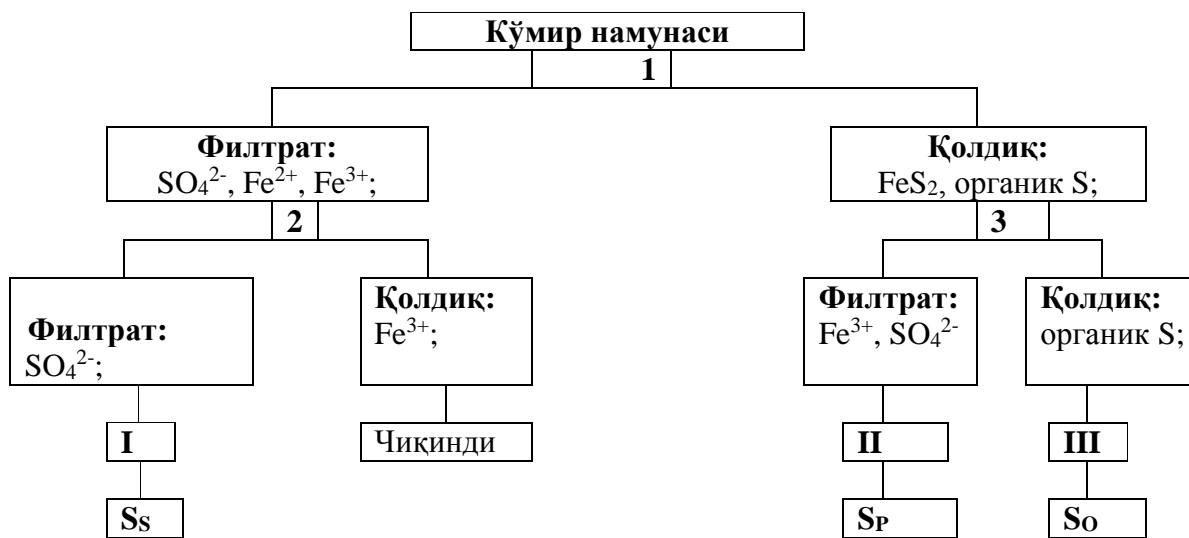 Кўмир намунаси
1
Филтрат:
SO₄²⁻, Fe²⁺, Fe³⁺;
Қолдиқ:
FeS₂, органик S;
2
3
Филтрат:
SO₄²⁻;
Қолдиқ:
Fe³⁺;
Филтрат:
Fe³⁺, SO₄²⁻
Қолдиқ:
органик S;
I
Чиқинди
II
III
Sₛ
Sₚ
Sₒ